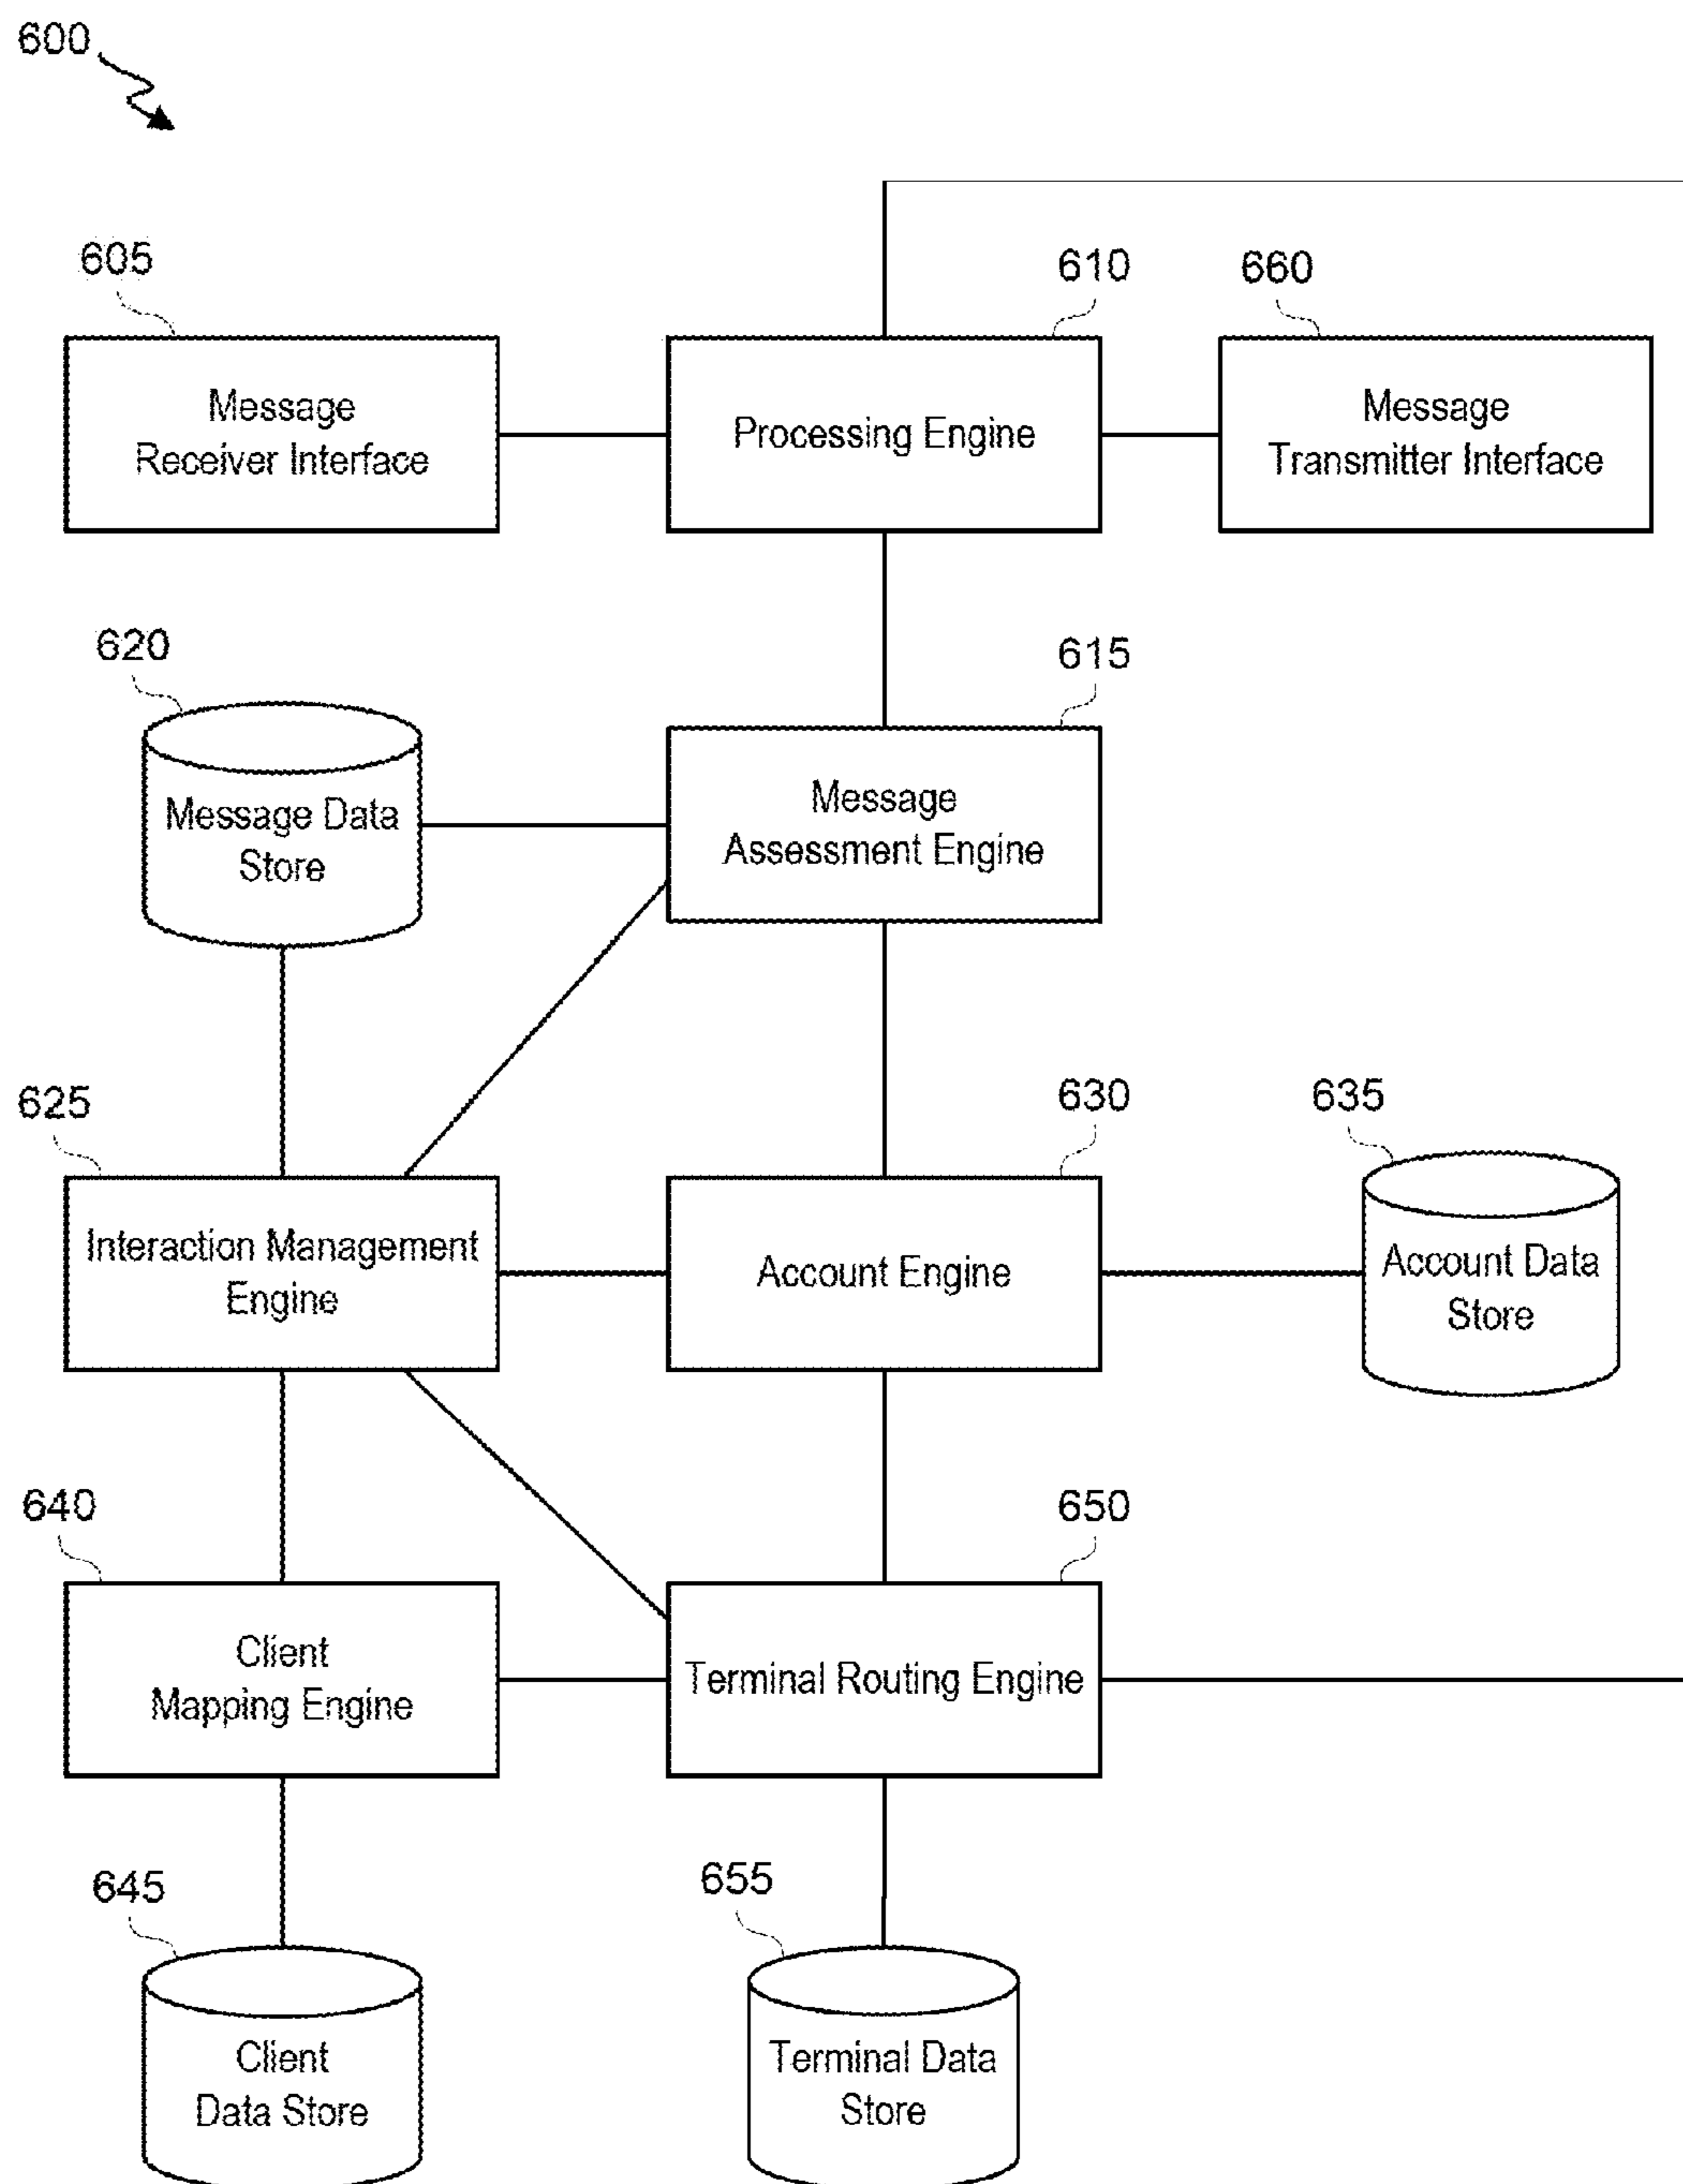 600
605
610
660
Message
Receiver Interface
Processing Engine
Message
Transmitter Interface
620
615
Message Data
Store
Message
Assessment Engine
625
630
635
Interaction Management
Engine
Account Engine
Account Data
Store
640
650
Client
Mapping Engine
Terminal Routing Engine
645
655
Client
Data Store
Terminal Data
Store